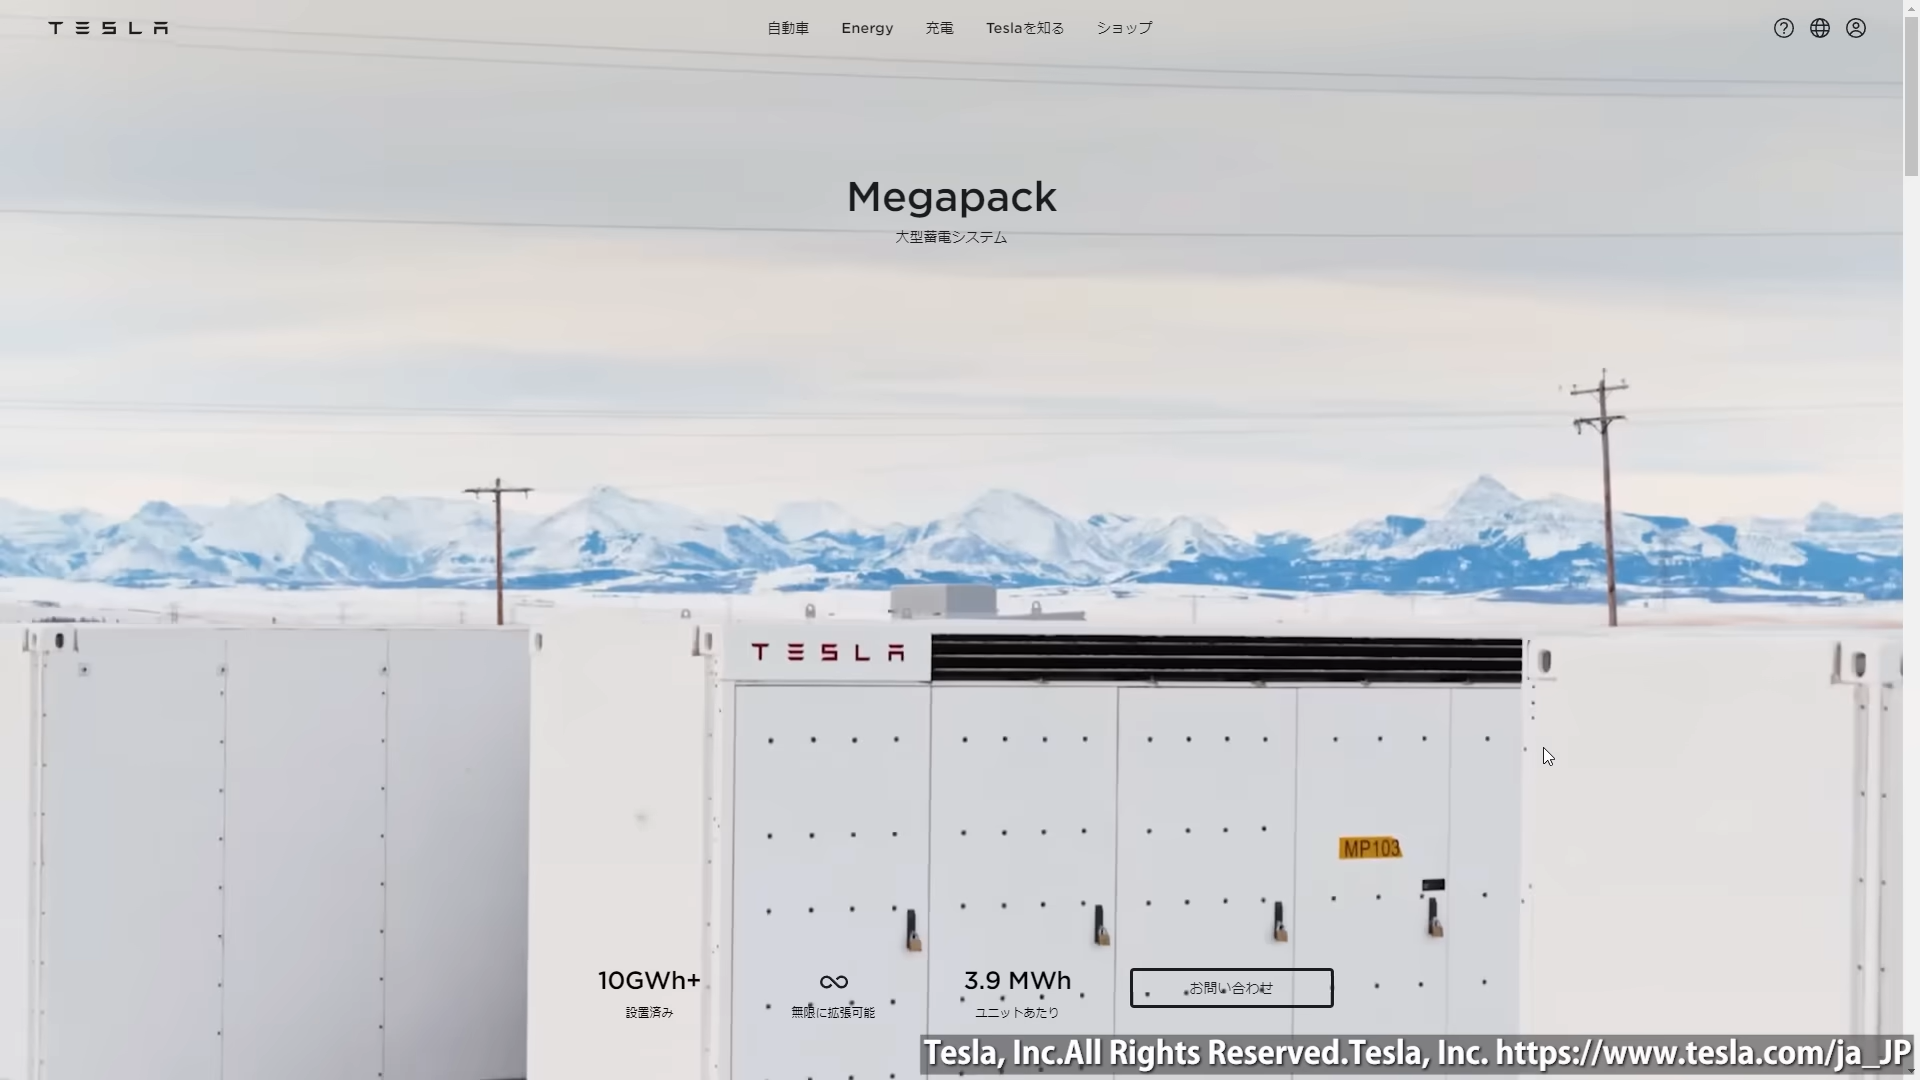 TESLA
自動車
Energy
充電
Teslaを知る
ショップ
Megapack
大型蓄電システム
TESLA
MP103
10GWh+
設置済み
∞
無限に拡張可能
3.9 MWh
ユニットあたり
お問い合わせ
Tesla, Inc.All Rights Reserved.Tesla, Inc. https://www.tesla.com/ja_JP